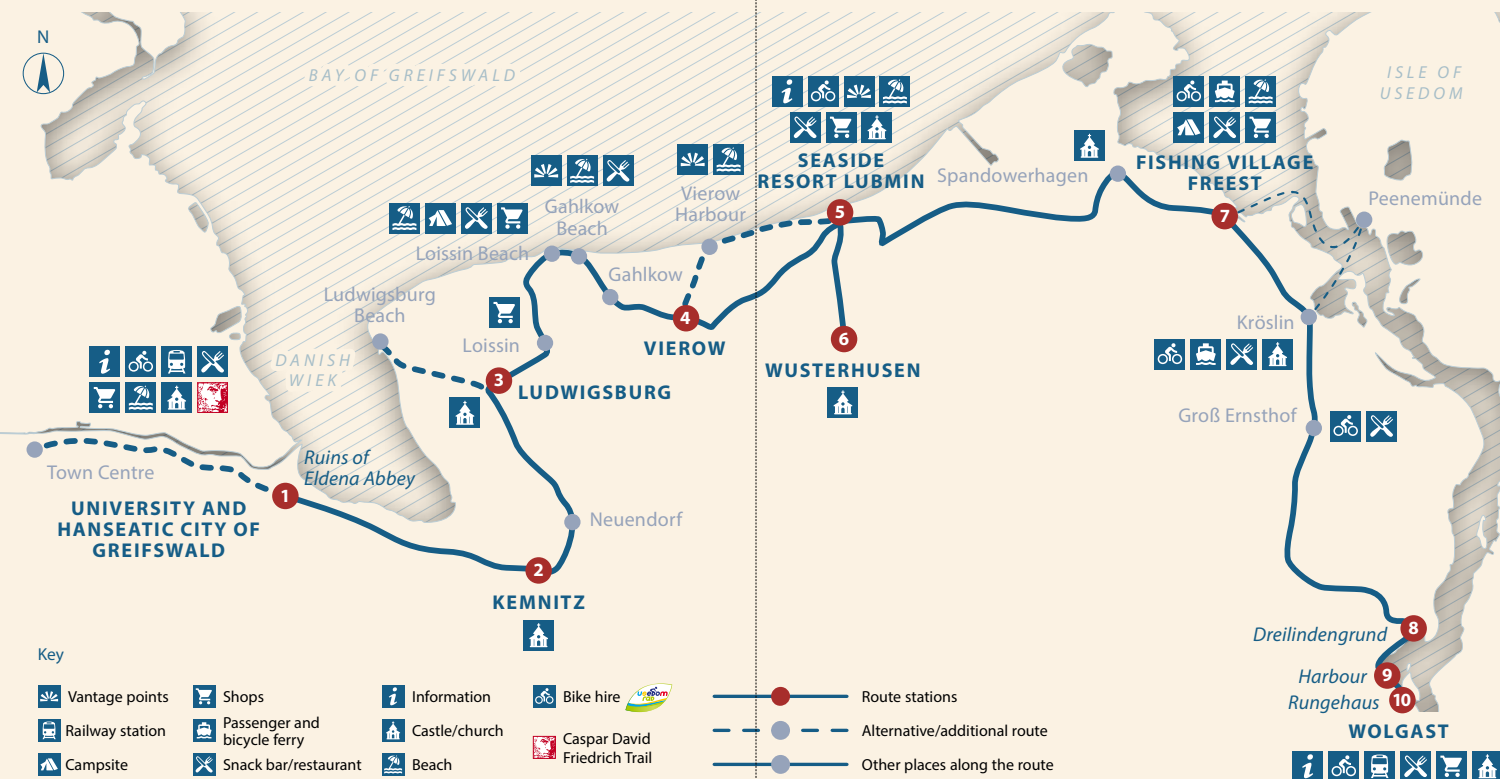 N
BAY OF GREIFSWALD
ISLE OF
USEDOM
SEASIDE
RESORT LUBMIN
FISHING VILLAGE
FREEST
Spandowerhagen
Peenemünde
Vierow
Harbour
Gahlkow
Beach
Loissin Beach
Gahlkow
Ludwigsburg
Beach
DANISH
WIEK
Loissin
5
7
4
VIEROW
6
WUSTERHUSEN
3
LUDWIGSBURG
Kröslin
Groß Ernsthof
Town Centre
Ruins of
Eldena Abbey
1
UNIVERSITY AND
HANSEATIC CITY OF
GREIFSWALD
Neuendorf
2
KEMNITZ
Dreilindengrund
8
Harbour
9
Rungehaus
10
WOLGAST
Key
Vantage points
Railway station
Campsite
Shops
Passenger and
bicycle ferry
Snack bar/restaurant
Information
Castle/church
Beach
Bike hire
usedom
rad
Caspar David
Friedrich Trail
Route stations
Alternative/additional route
Other places along the route